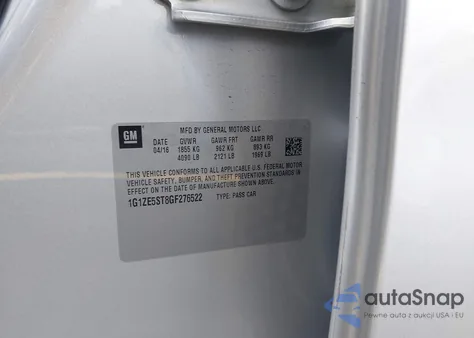 GM
MFD BY GENERAL MOTORS LLC
04/16
GVWR GAWR FRT GAWR RR
1855 KG 962 KG 893 KG
4090 LB 2121 LB 1969 LB
THIS VEHICLE CONFORMS TO ALL APPLICABLE U.S. FEDERAL MOTOR
VEHICLE SAFETY, BUMPER, AND THEFT PREVENTION STANDARDS IN
EFFECT ON THE DATE OF MANUFACTURE SHOWN ABOVE.
1G1ZE5ST8GF276522 TYPE: PASS CAR
autaSnap
Pewne auta z aukcji USA i EU